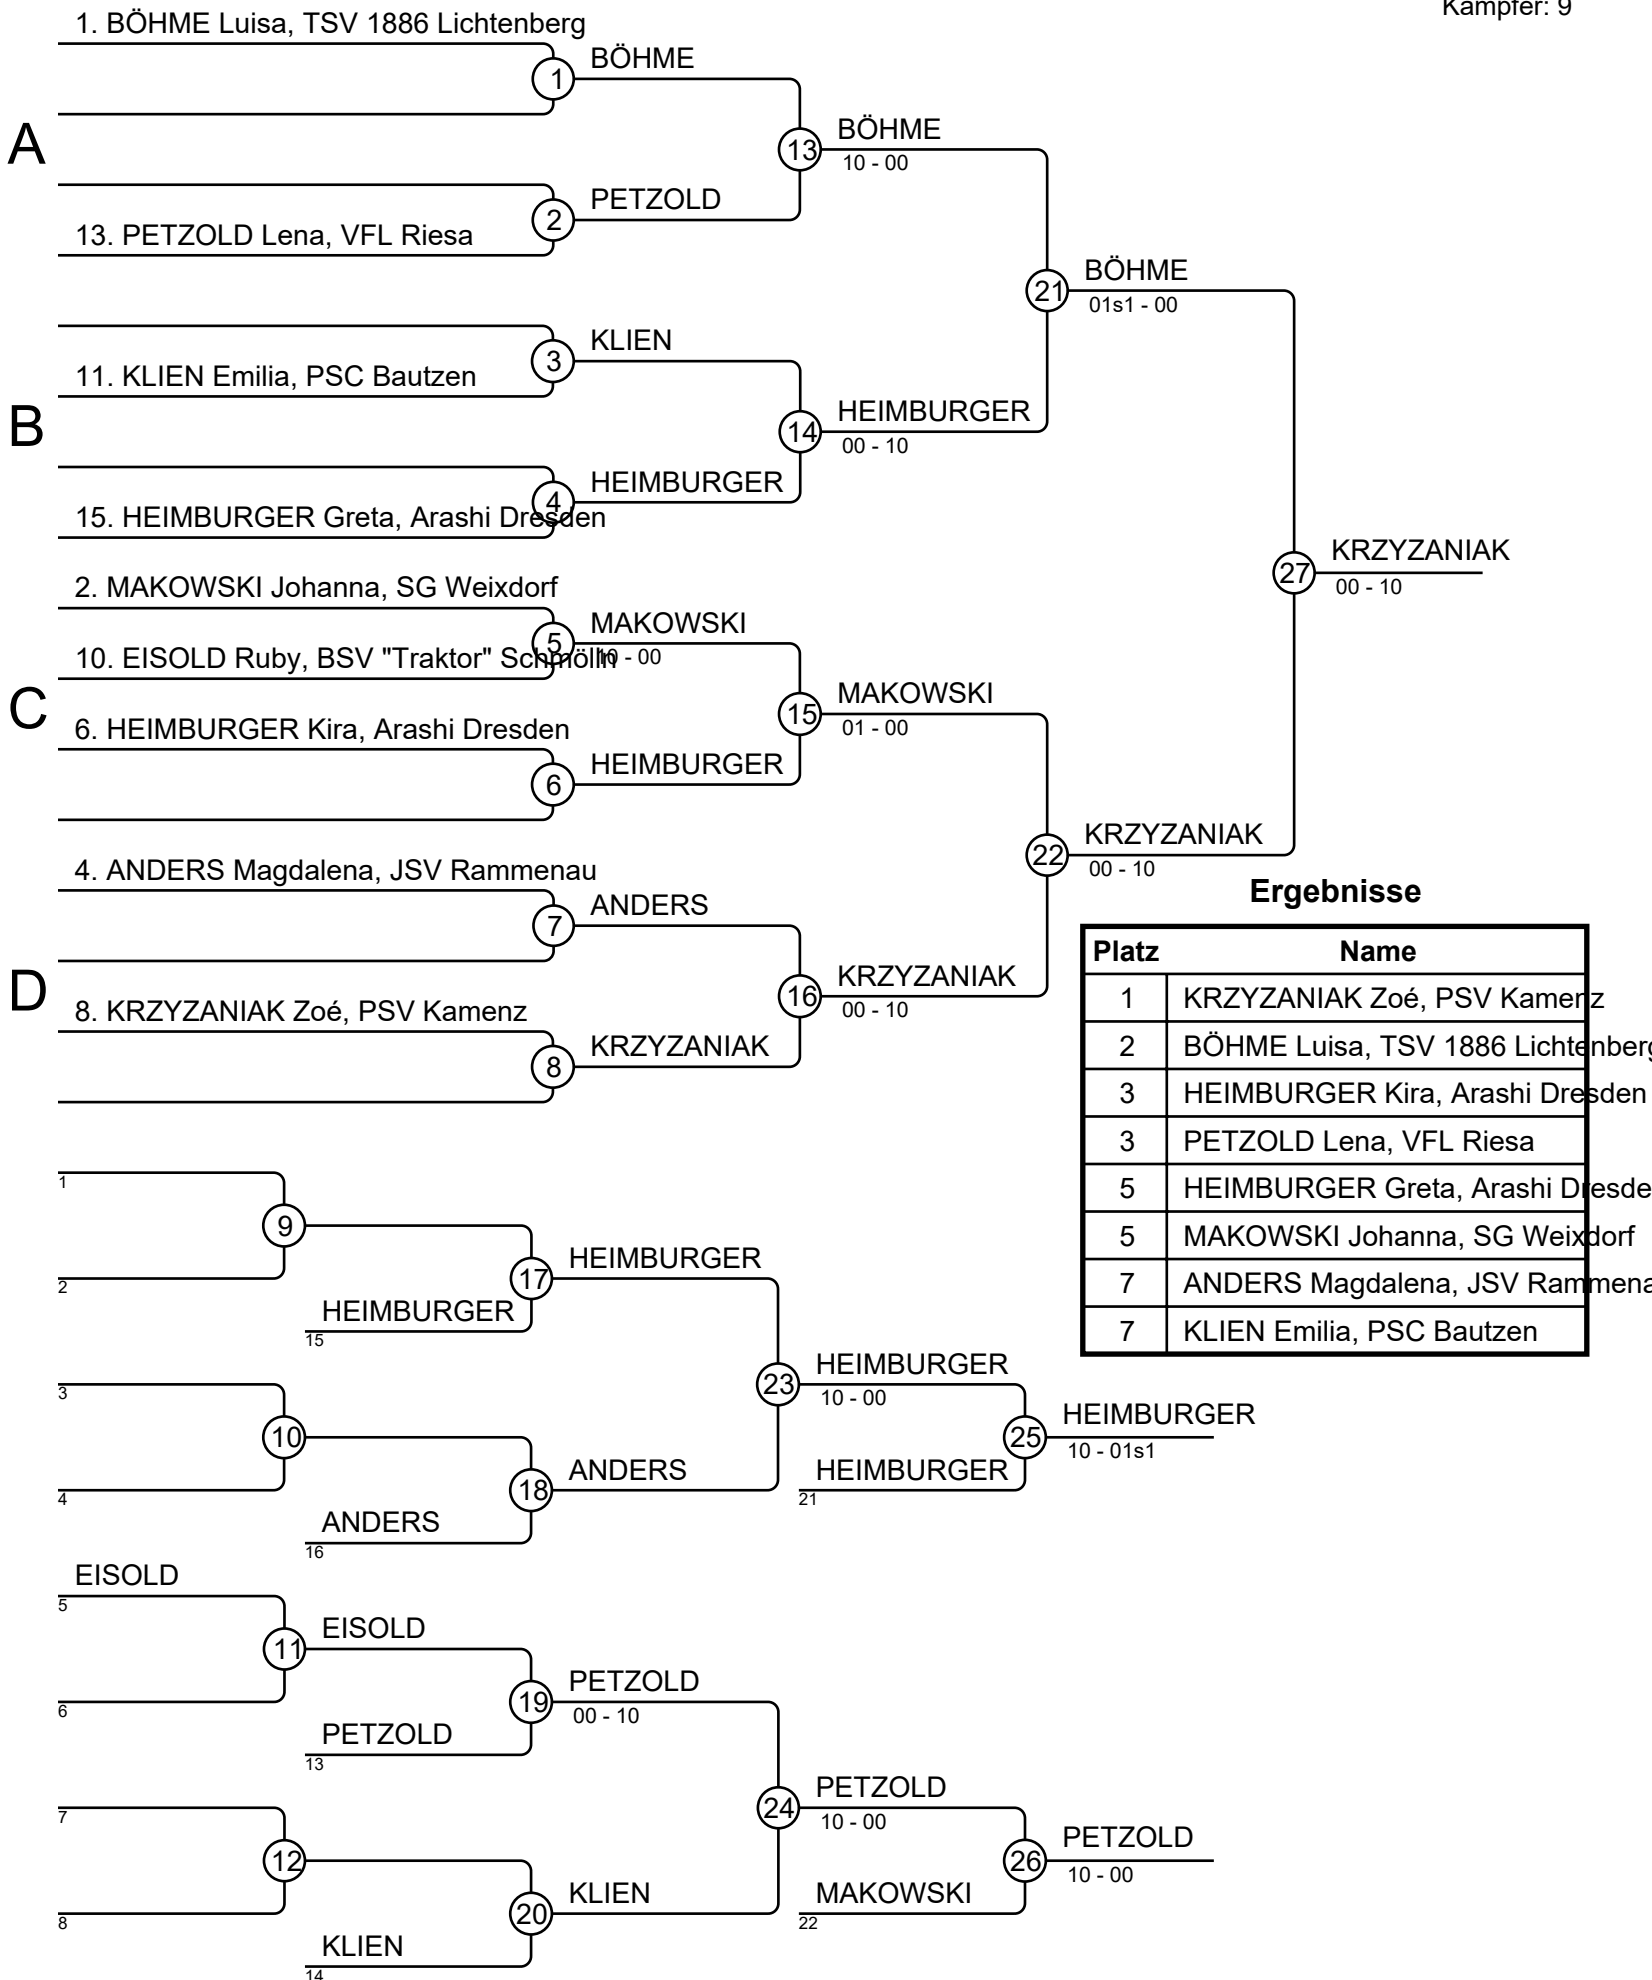 Kämpfer: 9
1. BÖHME Luisa, TSV 1886 Lichtenberg
1
BÖHME
A
13
BÖHME
10 - 00
2
PETZOLD
13. PETZOLD Lena, VFL Riesa
21
BÖHME
01s1 - 00
3
KLIEN
11. KLIEN Emilia, PSC Bautzen
B
14
HEIMBURGER
00 - 10
4
HEIMBURGER
15. HEIMBURGER Greta, Arashi Dresden
27
KRZYZANIAK
00 - 10
2. MAKOWSKI Johanna, SG Weixdorf
5
MAKOWSKI
10 - 00
10. EISOLD Ruby, BSV "Traktor" Schmölln
C
15
MAKOWSKI
01 - 00
6. HEIMBURGER Kira, Arashi Dresden
6
HEIMBURGER
22
KRZYZANIAK
00 - 10
4. ANDERS Magdalena, JSV Rammenau
7
ANDERS
D
16
KRZYZANIAK
00 - 10
8. KRZYZANIAK Zoé, PSV Kamenz
8
KRZYZANIAK
Ergebnisse
Platz Name
1 KRZYZANIAK Zoé, PSV Kamenz
2 BÖHME Luisa, TSV 1886 Lichtenberg
3 HEIMBURGER Kira, Arashi Dresden
3 PETZOLD Lena, VFL Riesa
5 HEIMBURGER Greta, Arashi Dresde
5 MAKOWSKI Johanna, SG Weixdorf
7 ANDERS Magdalena, JSV Rammena
7 KLIEN Emilia, PSC Bautzen
1
9
2
17
HEIMBURGER
HEIMBURGER
15
3
10
4
18
ANDERS
ANDERS
16
23
HEIMBURGER
10 - 00
HEIMBURGER
21
25
HEIMBURGER
10 - 01s1
EISOLD
5
11
EISOLD
6
19
PETZOLD
00 - 10
PETZOLD
13
7
12
8
20
KLIEN
KLIEN
14
24
PETZOLD
10 - 00
MAKOWSKI
22
26
PETZOLD
10 - 00